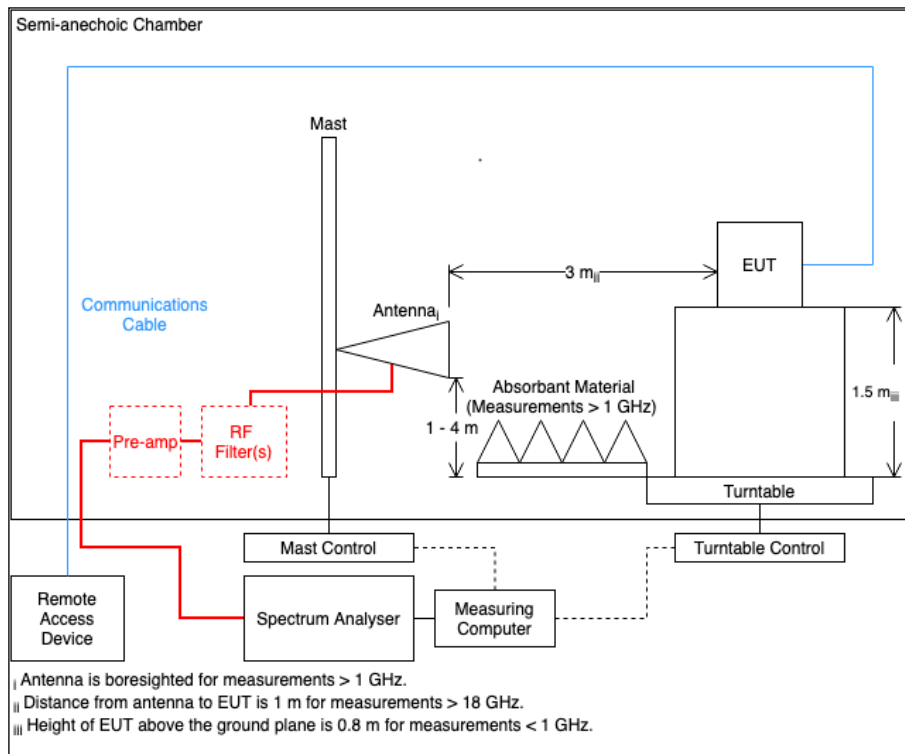 Semi-anechoic Chamber
Mast
EUT
3 mii
Communications
Cable
Antennai
Absorbant Material
(Measurements > 1 GHz)
1.5 miii
1 - 4 m
Pre-amp
RF
Filter(s)
Turntable
Mast Control
Turntable Control
Remote
Access
Device
Spectrum Analyser
Measuring
Computer
i Antenna is boresighted for measurements > 1 GHz.
ii Distance from antenna to EUT is 1 m for measurements > 18 GHz.
iii Height of EUT above the ground plane is 0.8 m for measurements < 1 GHz.